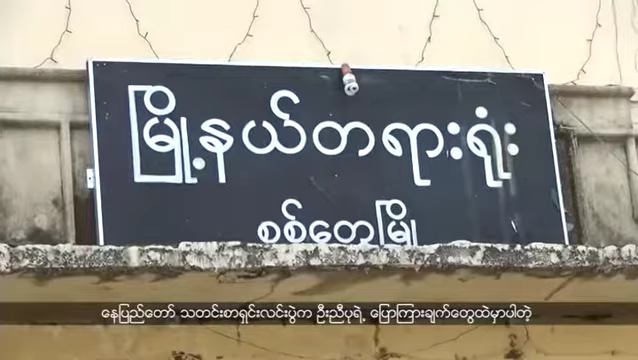 မြို့နယ်တရားရုံး
စစ်တွေမြို့
နေပြည်တော် သတင်းစာရှင်းလင်းပွဲက ဦးညီပုရဲ့ ပြောကြားချက်တွေထဲမှာပါတဲ့